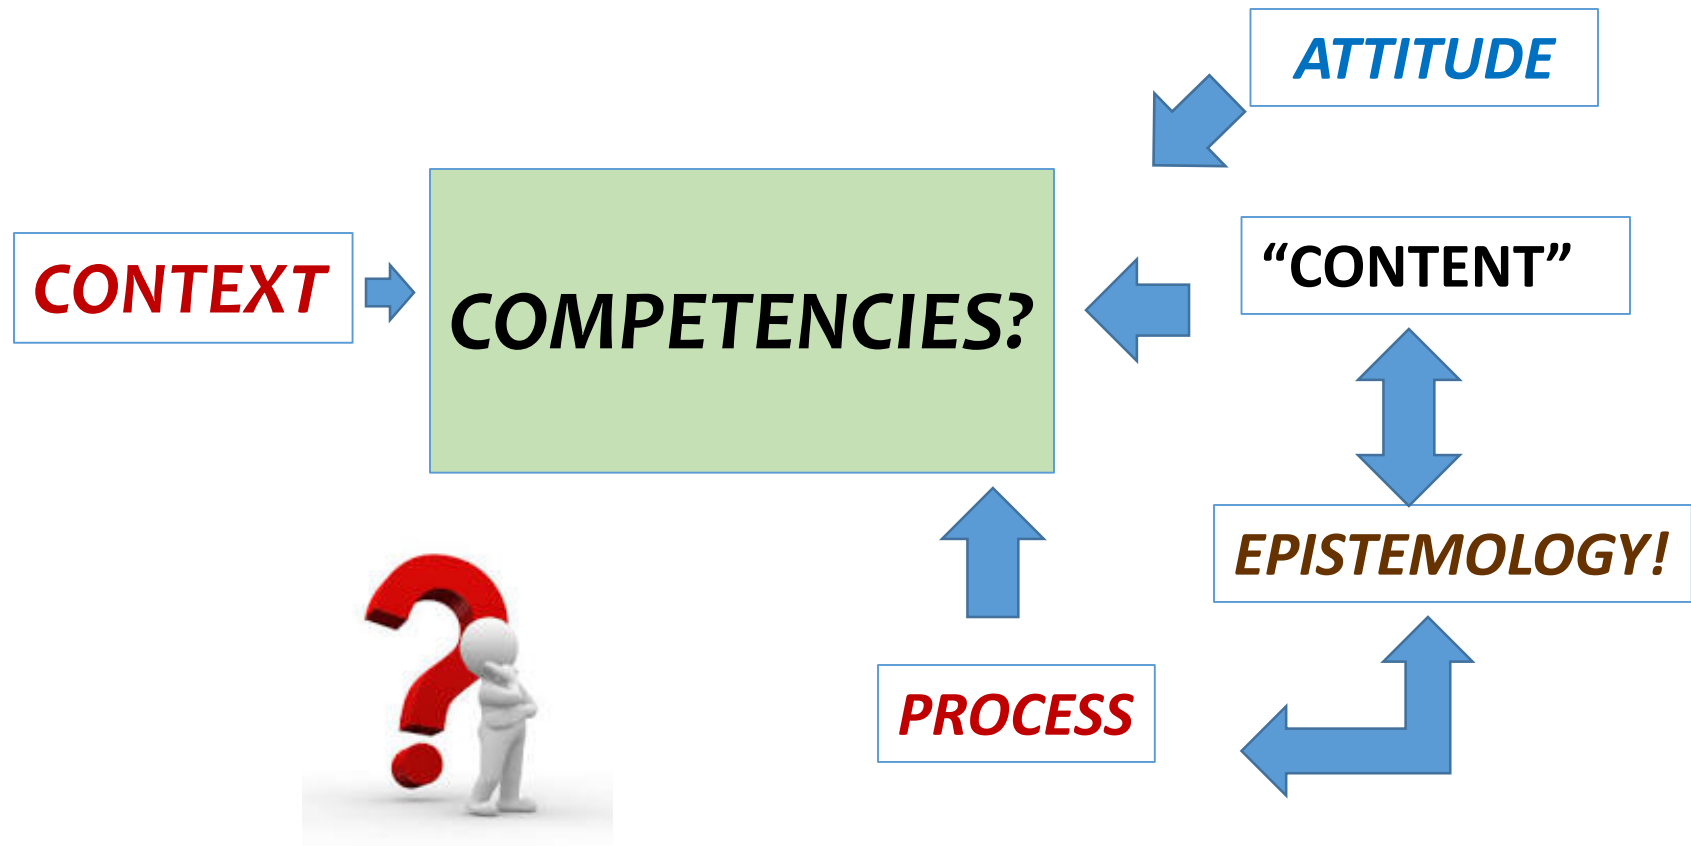 ATTITUDE
CONTEXT
COMPETENCIES?
“CONTENT”
EPISTEMOLOGY!
PROCESS